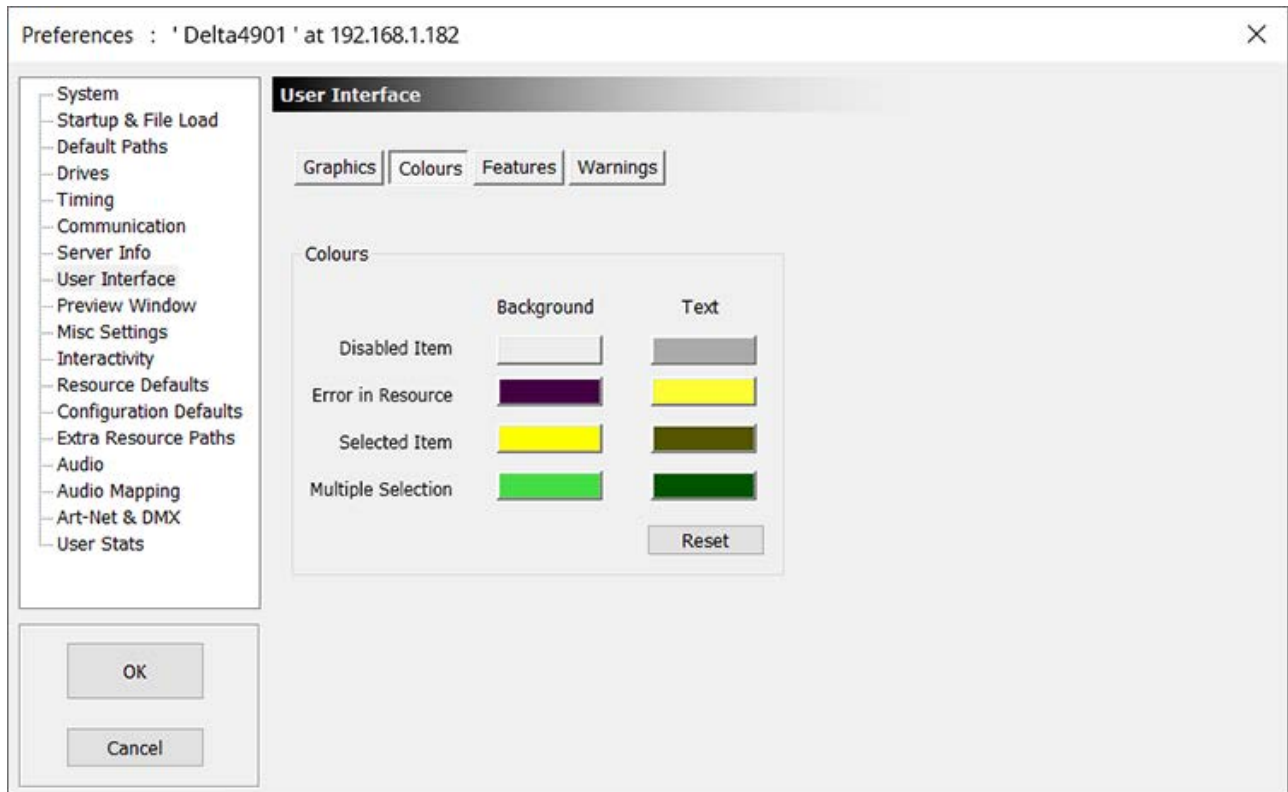 Preferences : ' Delta4901 ' at 192.168.1.182
System
Startup & File Load
Default Paths
Drives
Timing
Communication
Server Info
User Interface
Preview Window
Misc Settings
Interactivity
Resource Defaults
Configuration Defaults
Extra Resource Paths
Audio
Audio Mapping
Art-Net & DMX
User Stats
OK
Cancel
User Interface
Graphics Colours Features Warnings
Colours
Background Text
Disabled Item
Error in Resource
Selected Item
Multiple Selection
Reset